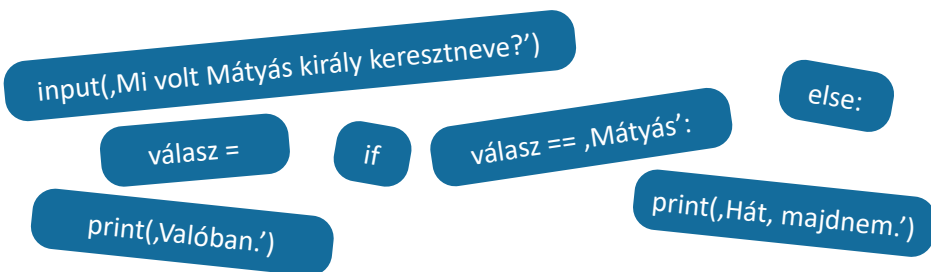 input(‚Mi volt Mátyás király keresztneve?’)
else:
válasz =
if
válasz == ‚Mátyás’:
print(‚Valóban.’)
print(‚Hát, majdnem.’)